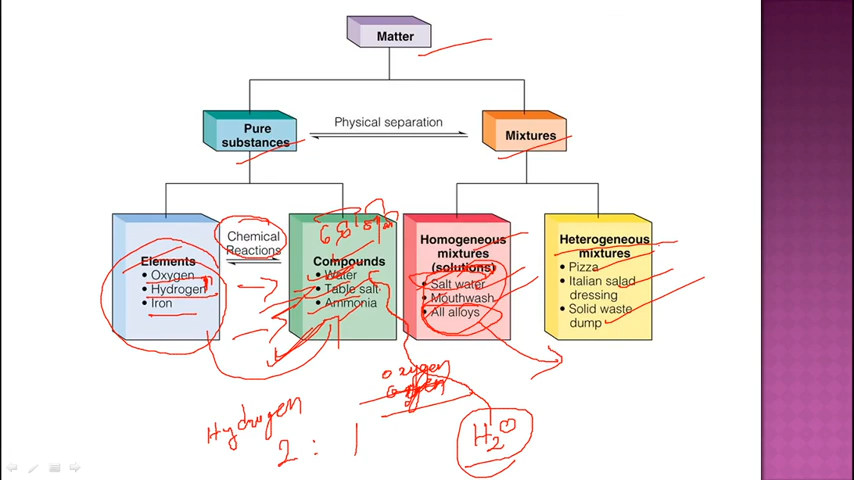 Matter
Physical separation
Pure
substances
Mixtures
Chemical
Reactions
Elements
• Oxygen
• Hydrogen
• Iron
Compounds
• Water
• Table salt
• Ammonia
Homogeneous
mixtures
(solutions)
• Salt water
• Mouthwash
• All alloys
Heterogeneous
mixtures
• Pizza
• Italian salad
dressing
• Solid waste
dump
oxygen
Hydrogen
2 : 1
H2O